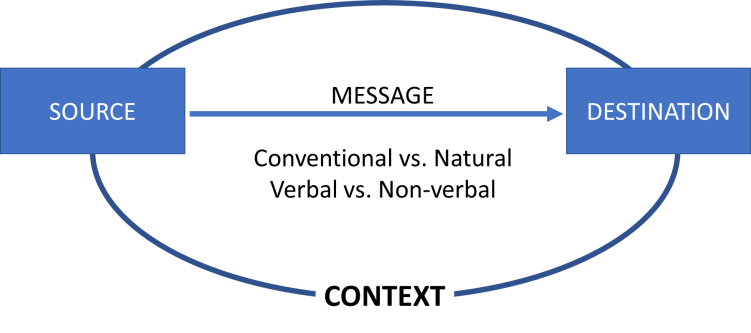 MESSAGE
SOURCE
DESTINATION
Conventional vs. Natural
Verbal vs. Non-verbal
CONTEXT